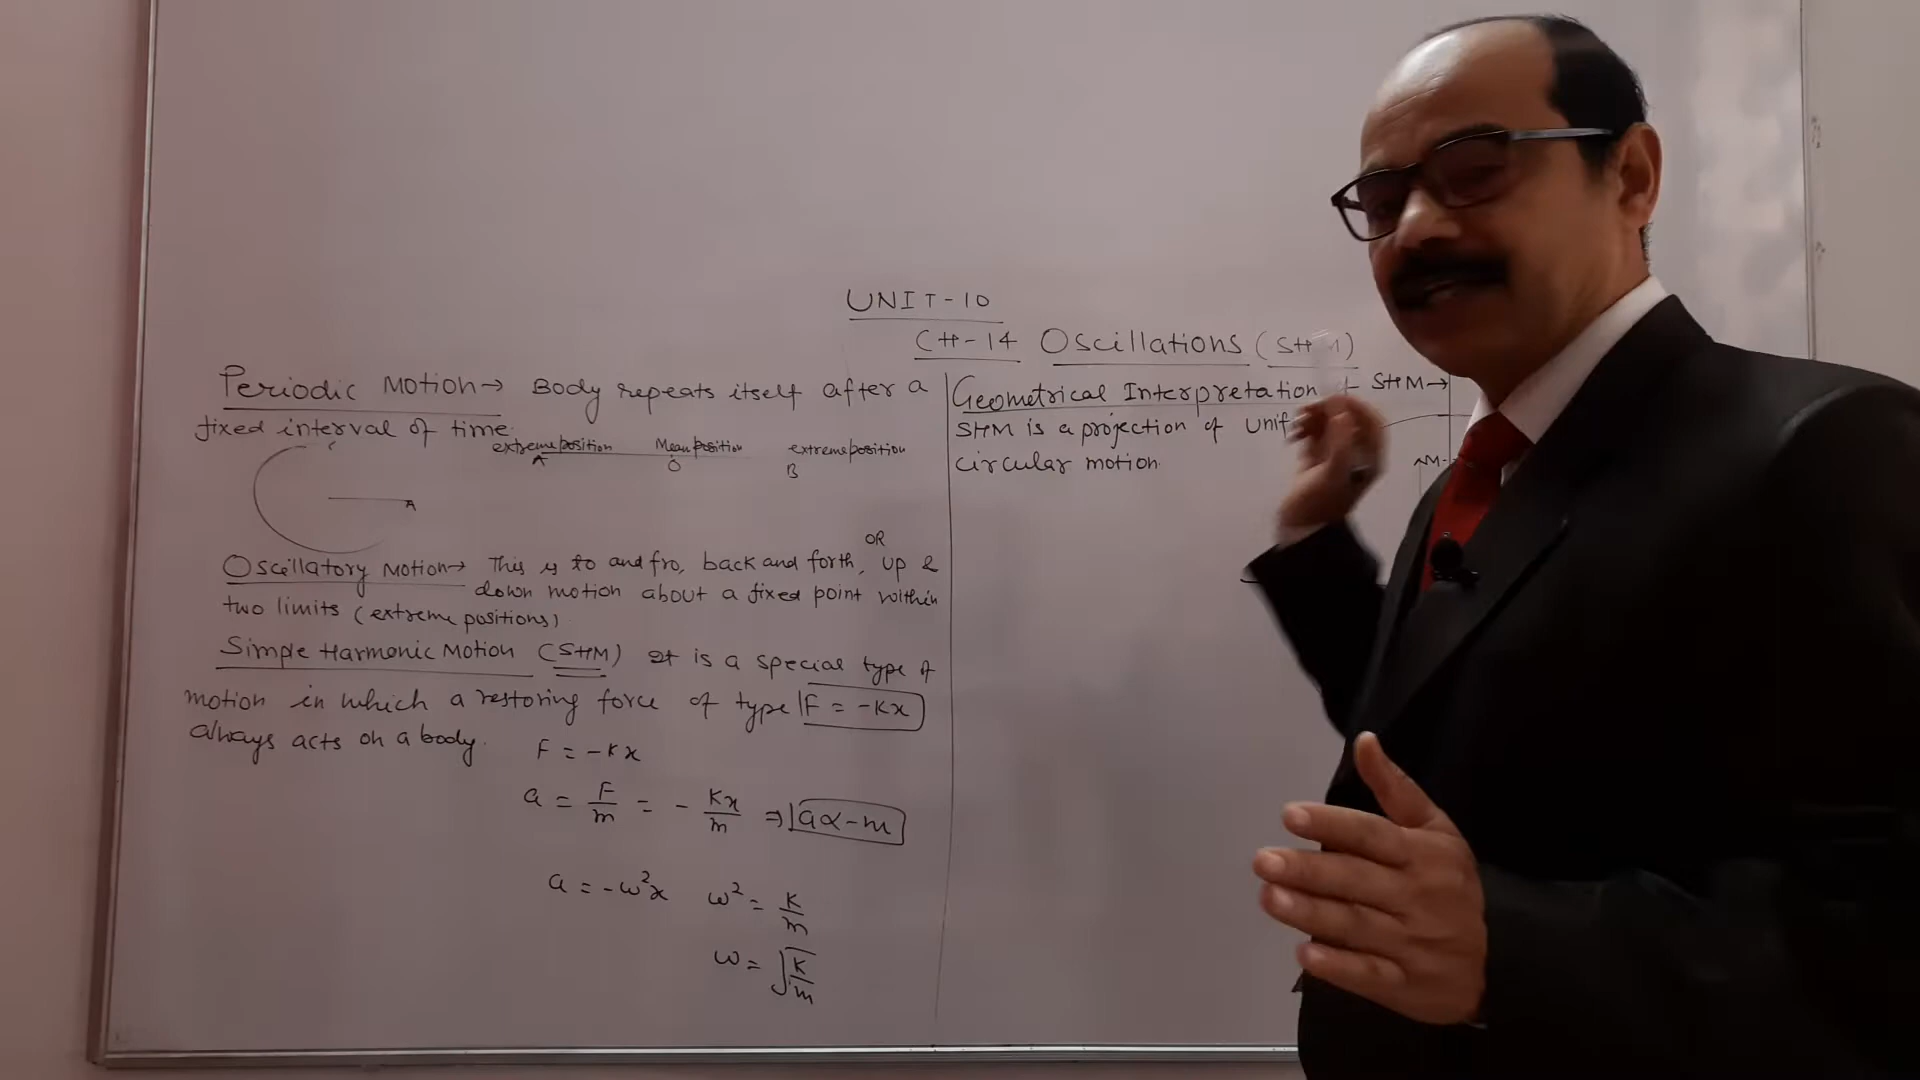 UNIT-10
CH-14 Oscillations (SHM)
Periodic Motion → Body repeats itself after a
fixed interval of time.
extreme position Mean position extreme position
A O B
A
OR
Oscillatory Motion → This is to and fro, back and forth, up &
down motion about a fixed point within
two limits (extreme positions)
Simple Harmonic Motion (SHM) It is a special type of
motion in which a restoring force of type F = -Kx
always acts on a body.
F = -Kx
a = F/m = - Kx/m ⇒ a α - m
a = -ω²x ω² = K/m
ω = √K/m
Geometrical Interpretation SHM →
SHM is a projection of Unif
circular motion.
M